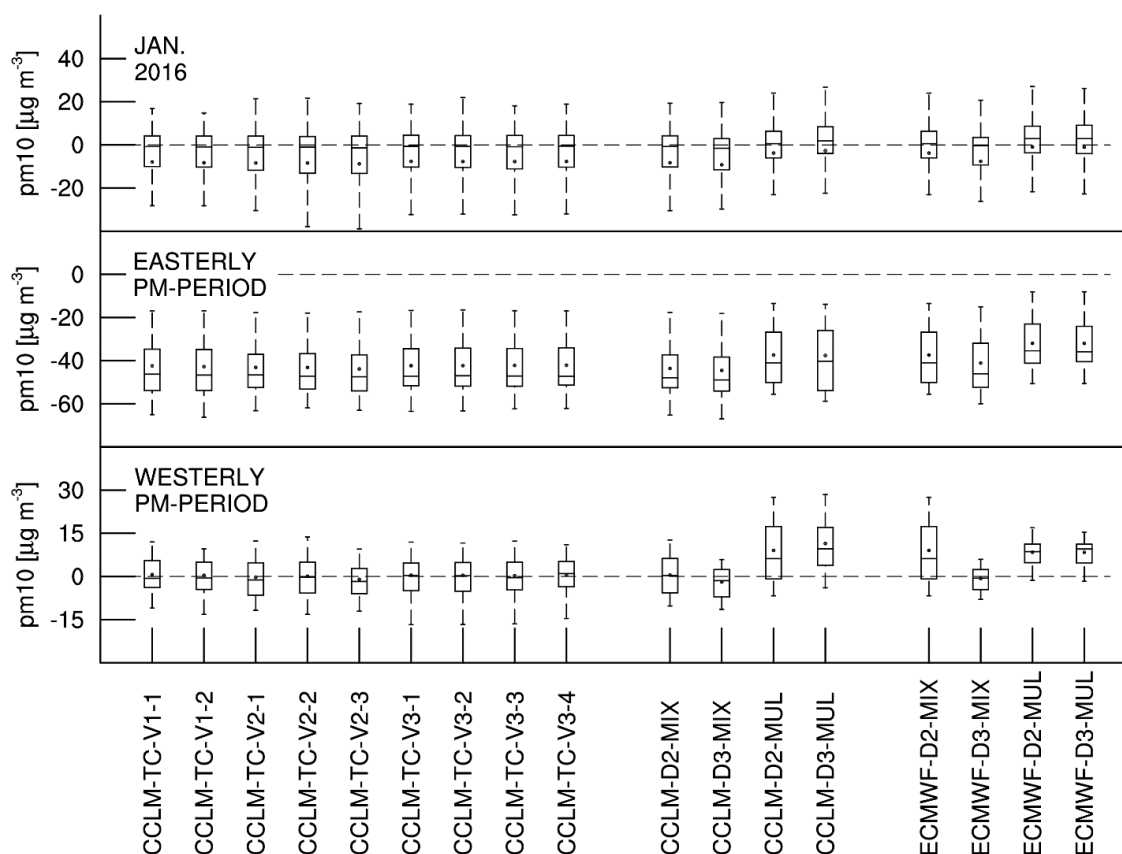 JAN.
2016
pm10 [µg m-3]
40
20
0
-20
EASTERLY
PM-PERIOD
pm10 [µg m-3]
0
-20
-40
-60
WESTERLY
PM-PERIOD
pm10 [µg m-3]
30
15
0
-15
CCLM-TC-V1-1
CCLM-TC-V1-2
CCLM-TC-V2-1
CCLM-TC-V2-2
CCLM-TC-V2-3
CCLM-TC-V3-1
CCLM-TC-V3-2
CCLM-TC-V3-3
CCLM-TC-V3-4
CCLM-D2-MIX
CCLM-D3-MIX
CCLM-D2-MUL
CCLM-D3-MUL
ECMWF-D2-MIX
ECMWF-D3-MIX
ECMWF-D2-MUL
ECMWF-D3-MUL